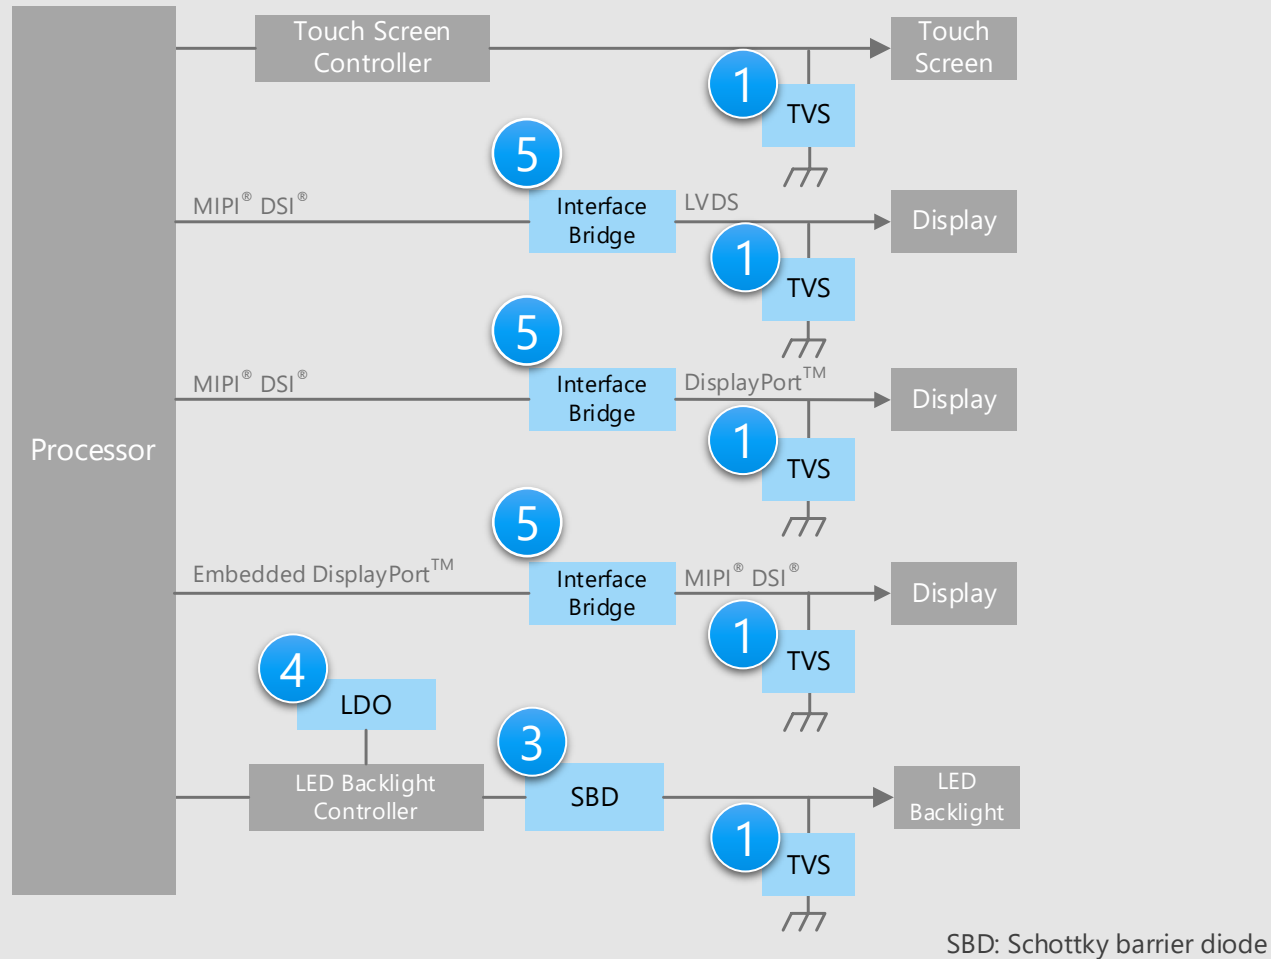 Touch Screen
Controller
Touch
Screen
1
TVS
5
MIPI® DSI®
Interface
Bridge
LVDS
Display
1
TVS
5
MIPI® DSI®
Interface
Bridge
DisplayPort™
Display
1
TVS
Processor
5
Embedded DisplayPort™
Interface
Bridge
MIPI® DSI®
Display
1
TVS
4
LDO
3
LED Backlight
Controller
SBD
LED
Backlight
1
TVS
SBD: Schottky barrier diode